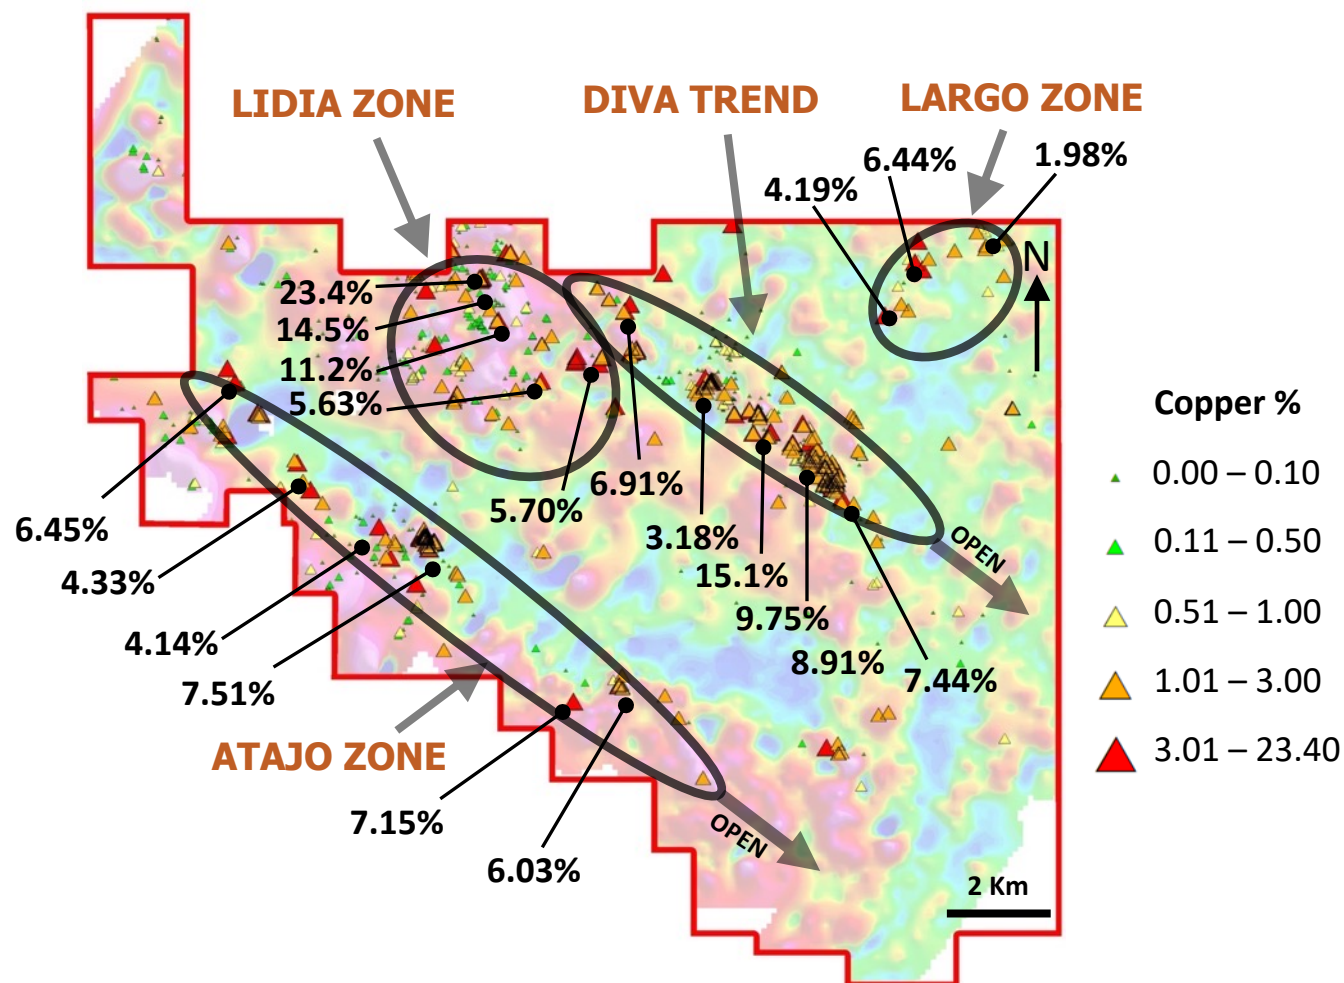 LIDIA ZONE
DIVA TREND
LARGO ZONE
6.44%
1.98%
4.19%
N
23.4%
14.5%
11.2%
5.63%
5.70%
6.91%
3.18%
15.1%
9.75%
8.91%
7.44%
OPEN
6.45%
4.33%
4.14%
7.51%
ATAJO ZONE
7.15%
6.03%
OPEN
2 Km
Copper %
0.00 – 0.10
0.11 – 0.50
0.51 – 1.00
1.01 – 3.00
3.01 – 23.40